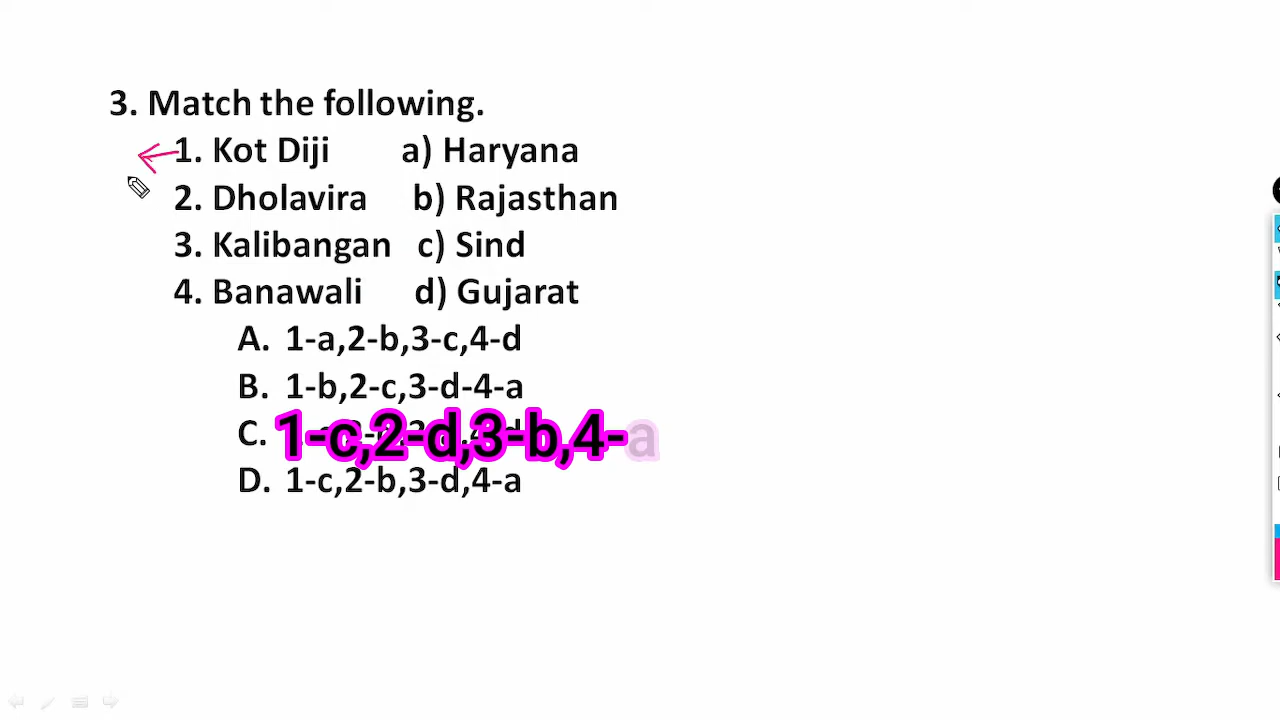 3. Match the following.
1. Kot Diji a) Haryana
2. Dholavira b) Rajasthan
3. Kalibangan c) Sind
4. Banawali d) Gujarat
A. 1-a,2-b,3-c,4-d
B. 1-b,2-c,3-d-4-a
C. 1-c,2-d,3-b,4-a
D. 1-c,2-b,3-d,4-a